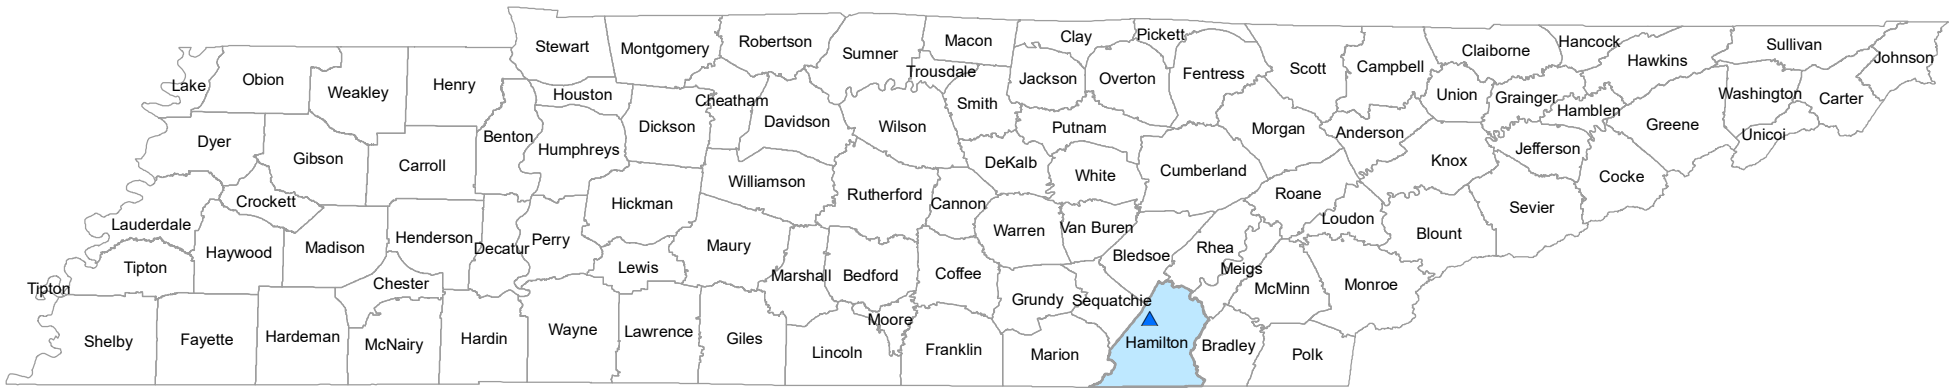 Stewart
Montgomery
Robertson
Sumner
Macon
Clay
Pickett
Claiborne
Hancock
Hawkins
Sullivan
Johnson
Lake
Obion
Weakley
Henry
Houston
Cheatham
Trousdale
Smith
Jackson
Overton
Fentress
Scott
Campbell
Union
Grainger
Hamblen
Washington
Carter
Dyer
Gibson
Carroll
Benton
Humphreys
Dickson
Davidson
Wilson
Putnam
Morgan
Anderson
Greene
Unicoi
Crockett
Williamson
DeKalb
White
Cumberland
Knox
Jefferson
Cocke
Lauderdale
Haywood
Madison
Henderson
Decatur
Perry
Hickman
Rutherford
Cannon
Warren
Van Buren
Roane
Loudon
Blount
Sevier
Tipton
Tipton
Chester
Lewis
Maury
Marshall
Bedford
Coffee
Grundy
Sequatchie
Bledsoe
Rhea
Meigs
McMinn
Monroe
Shelby
Fayette
Hardeman
McNairy
Hardin
Wayne
Lawrence
Giles
Lincoln
Moore
Franklin
Marion
Hamilton
Bradley
Polk